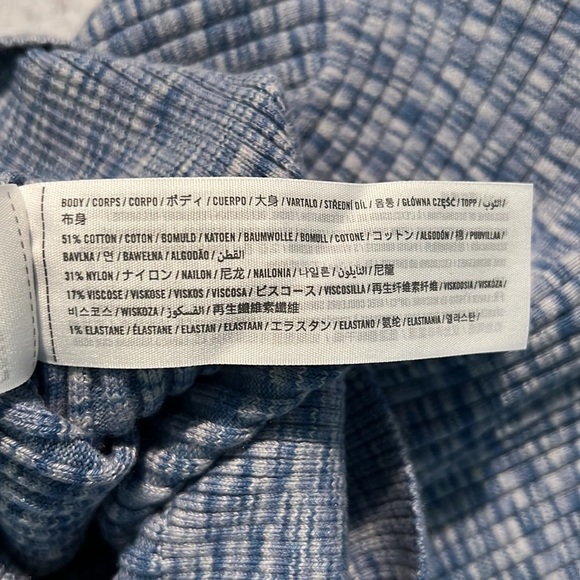 BODY / CORPS / CORPO / ボディ / CUERPO / 大身 / VARTALO / STŘEDNÍ DÍL / 몸통 / GŁÓWNA CZĘŚĆ / TOPP / الثوب /
布身
51% COTTON / COTON / BOMULD / KATOEN / BAUMWOLLE / BOMULL / COTONE / コットン / ALGODÓN / 棉 / PUUVILLAA /
BAVLNA / 면 / BAWEŁNA / ALGODÃO / القطن
31% NYLON / ナイロン / NAILON / 尼龙 / NAILONIA / 나일론 / النايلون / 尼龍
17% VISCOSE / VISKOSE / VISKOS / VISCOSA / ビスコース / VISCOSILLA / 再生纤维素纤维 / VISKOOSIA / VISKÓZA /
비스코스 / WISKOZA / الفسكوز / 再生纖維素纖維
1% ELASTANE / ÉLASTANE / ELASTAN / ELASTAAN / エラスタン / ELASTANO / 氨纶 / ELASTAANIA / 엘라스탄 /